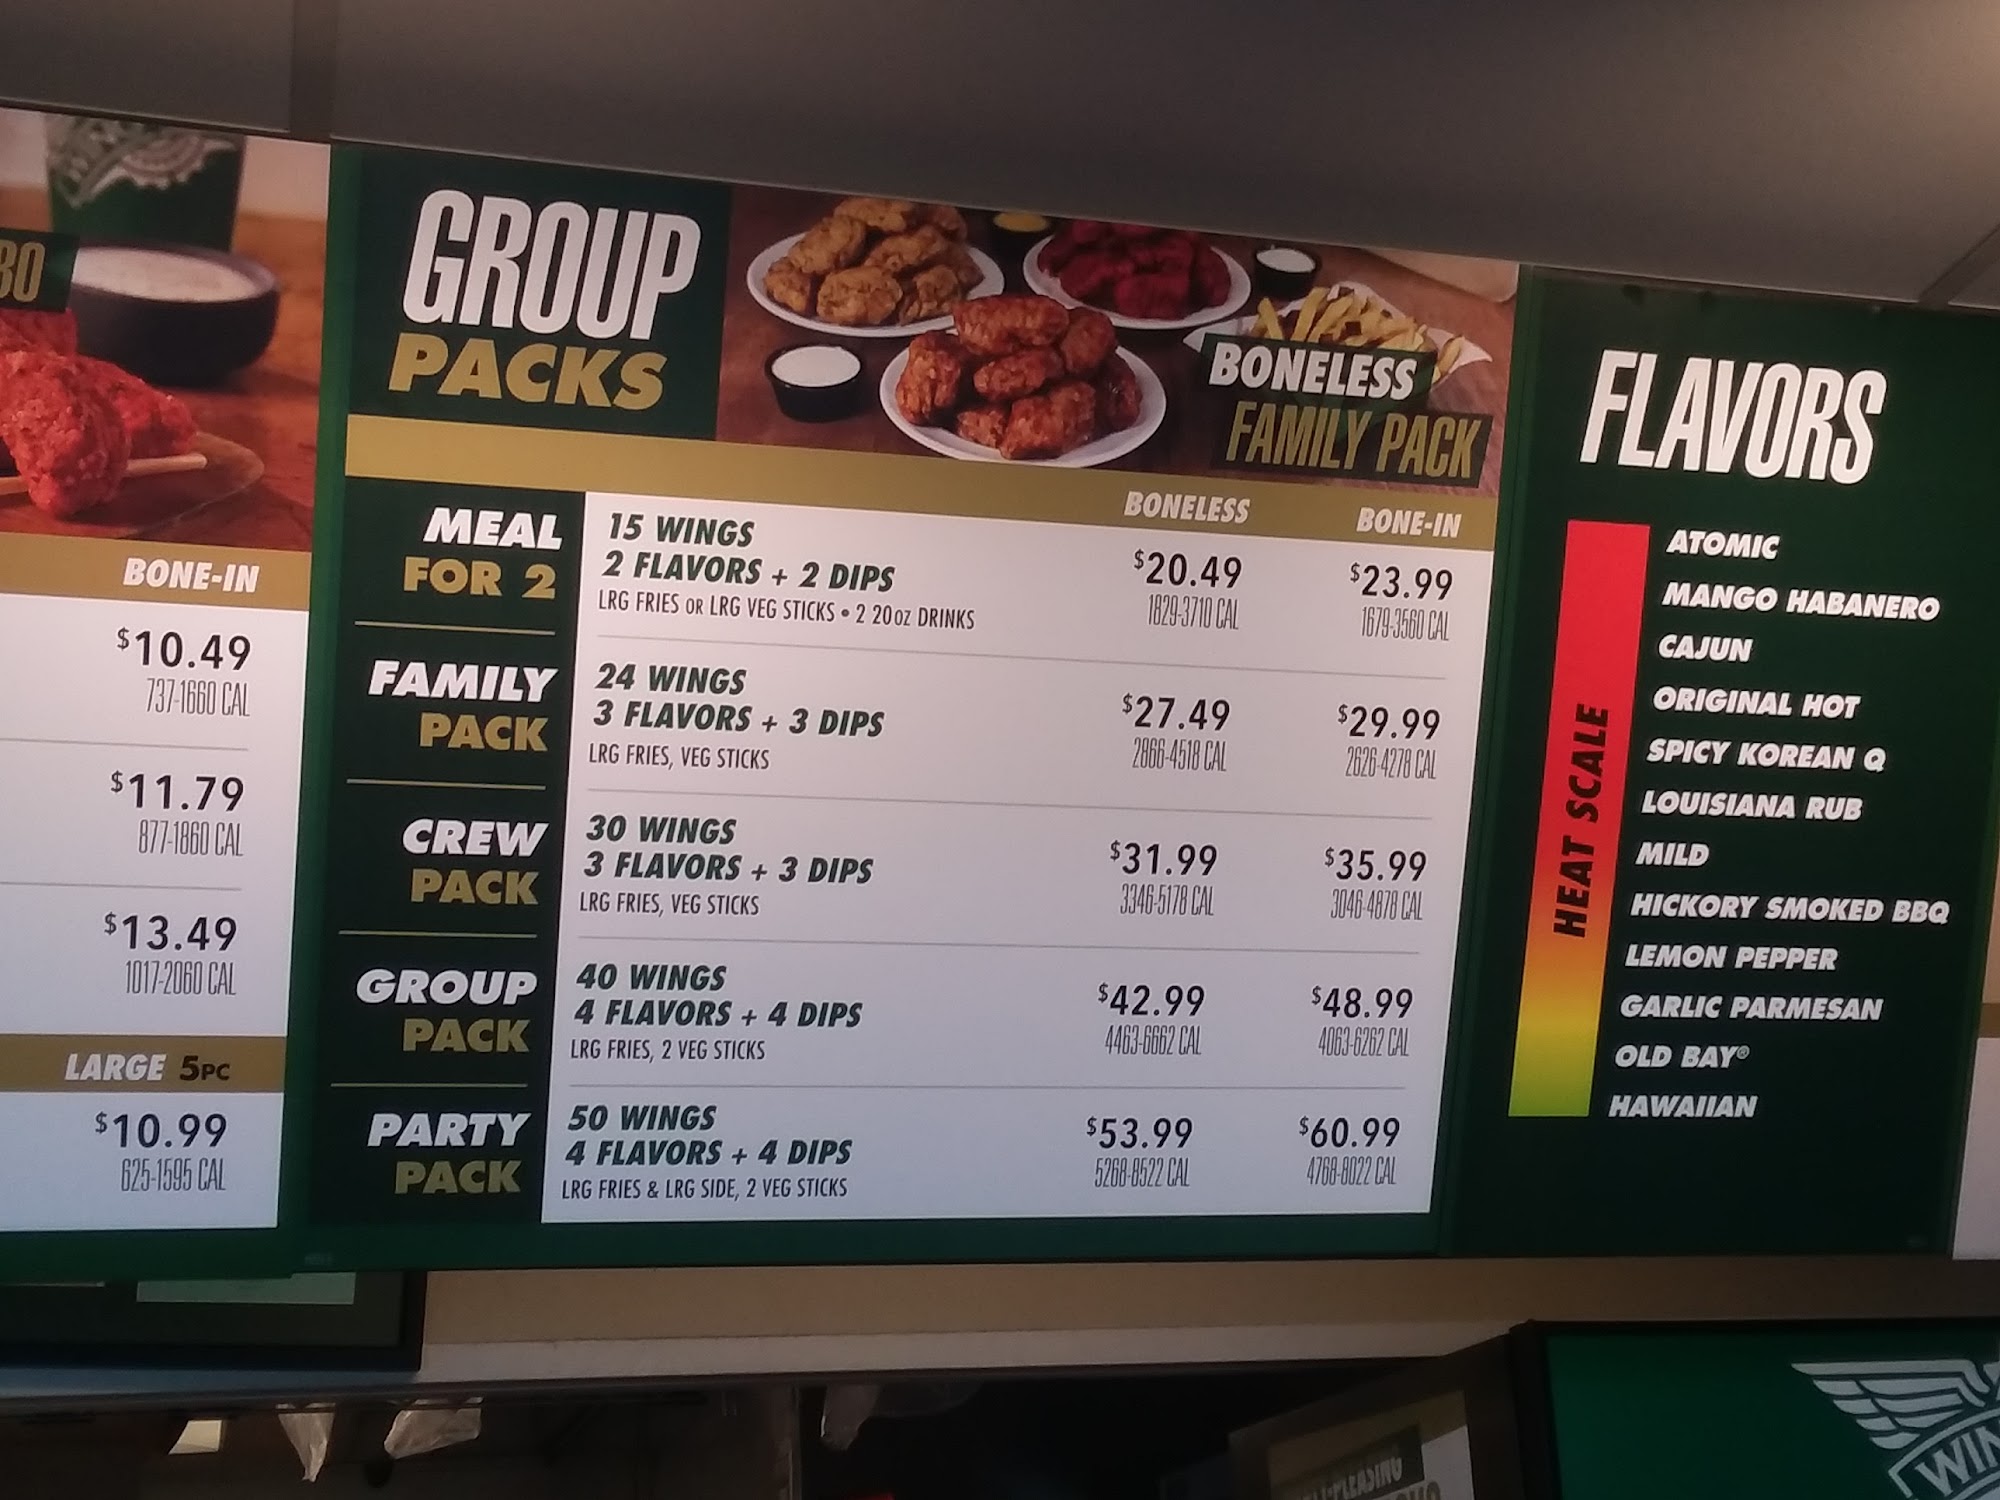 BO
BONE-IN
$10.49
737-1660 CAL
$11.79
877-1860 CAL
$13.49
1017-2060 CAL
LARGE 5PC
$10.99
625-1595 CAL
GROUP
PACKS
BONELESS
FAMILY PACK
BONELESS BONE-IN
MEAL
FOR 2
15 WINGS
2 FLAVORS + 2 DIPS
LRG FRIES OR LRG VEG STICKS • 2 20OZ DRINKS
$20.49 $23.99
1829-3710 CAL 1679-3560 CAL
FAMILY
PACK
24 WINGS
3 FLAVORS + 3 DIPS
LRG FRIES, VEG STICKS
$27.49 $29.99
2866-4518 CAL 2626-4278 CAL
CREW
PACK
30 WINGS
3 FLAVORS + 3 DIPS
LRG FRIES, VEG STICKS
$31.99 $35.99
3346-5178 CAL 3046-4878 CAL
GROUP
PACK
40 WINGS
4 FLAVORS + 4 DIPS
LRG FRIES, 2 VEG STICKS
$42.99 $48.99
4463-6662 CAL 4063-6262 CAL
PARTY
PACK
50 WINGS
4 FLAVORS + 4 DIPS
LRG FRIES & LRG SIDE, 2 VEG STICKS
$53.99 $60.99
5268-8522 CAL 4768-8022 CAL
FLAVORS
HEAT SCALE
ATOMIC
MANGO HABANERO
CAJUN
ORIGINAL HOT
SPICY KOREAN Q
LOUISIANA RUB
MILD
HICKORY SMOKED BBQ
LEMON PEPPER
GARLIC PARMESAN
OLD BAY®
HAWAIIAN
WIN